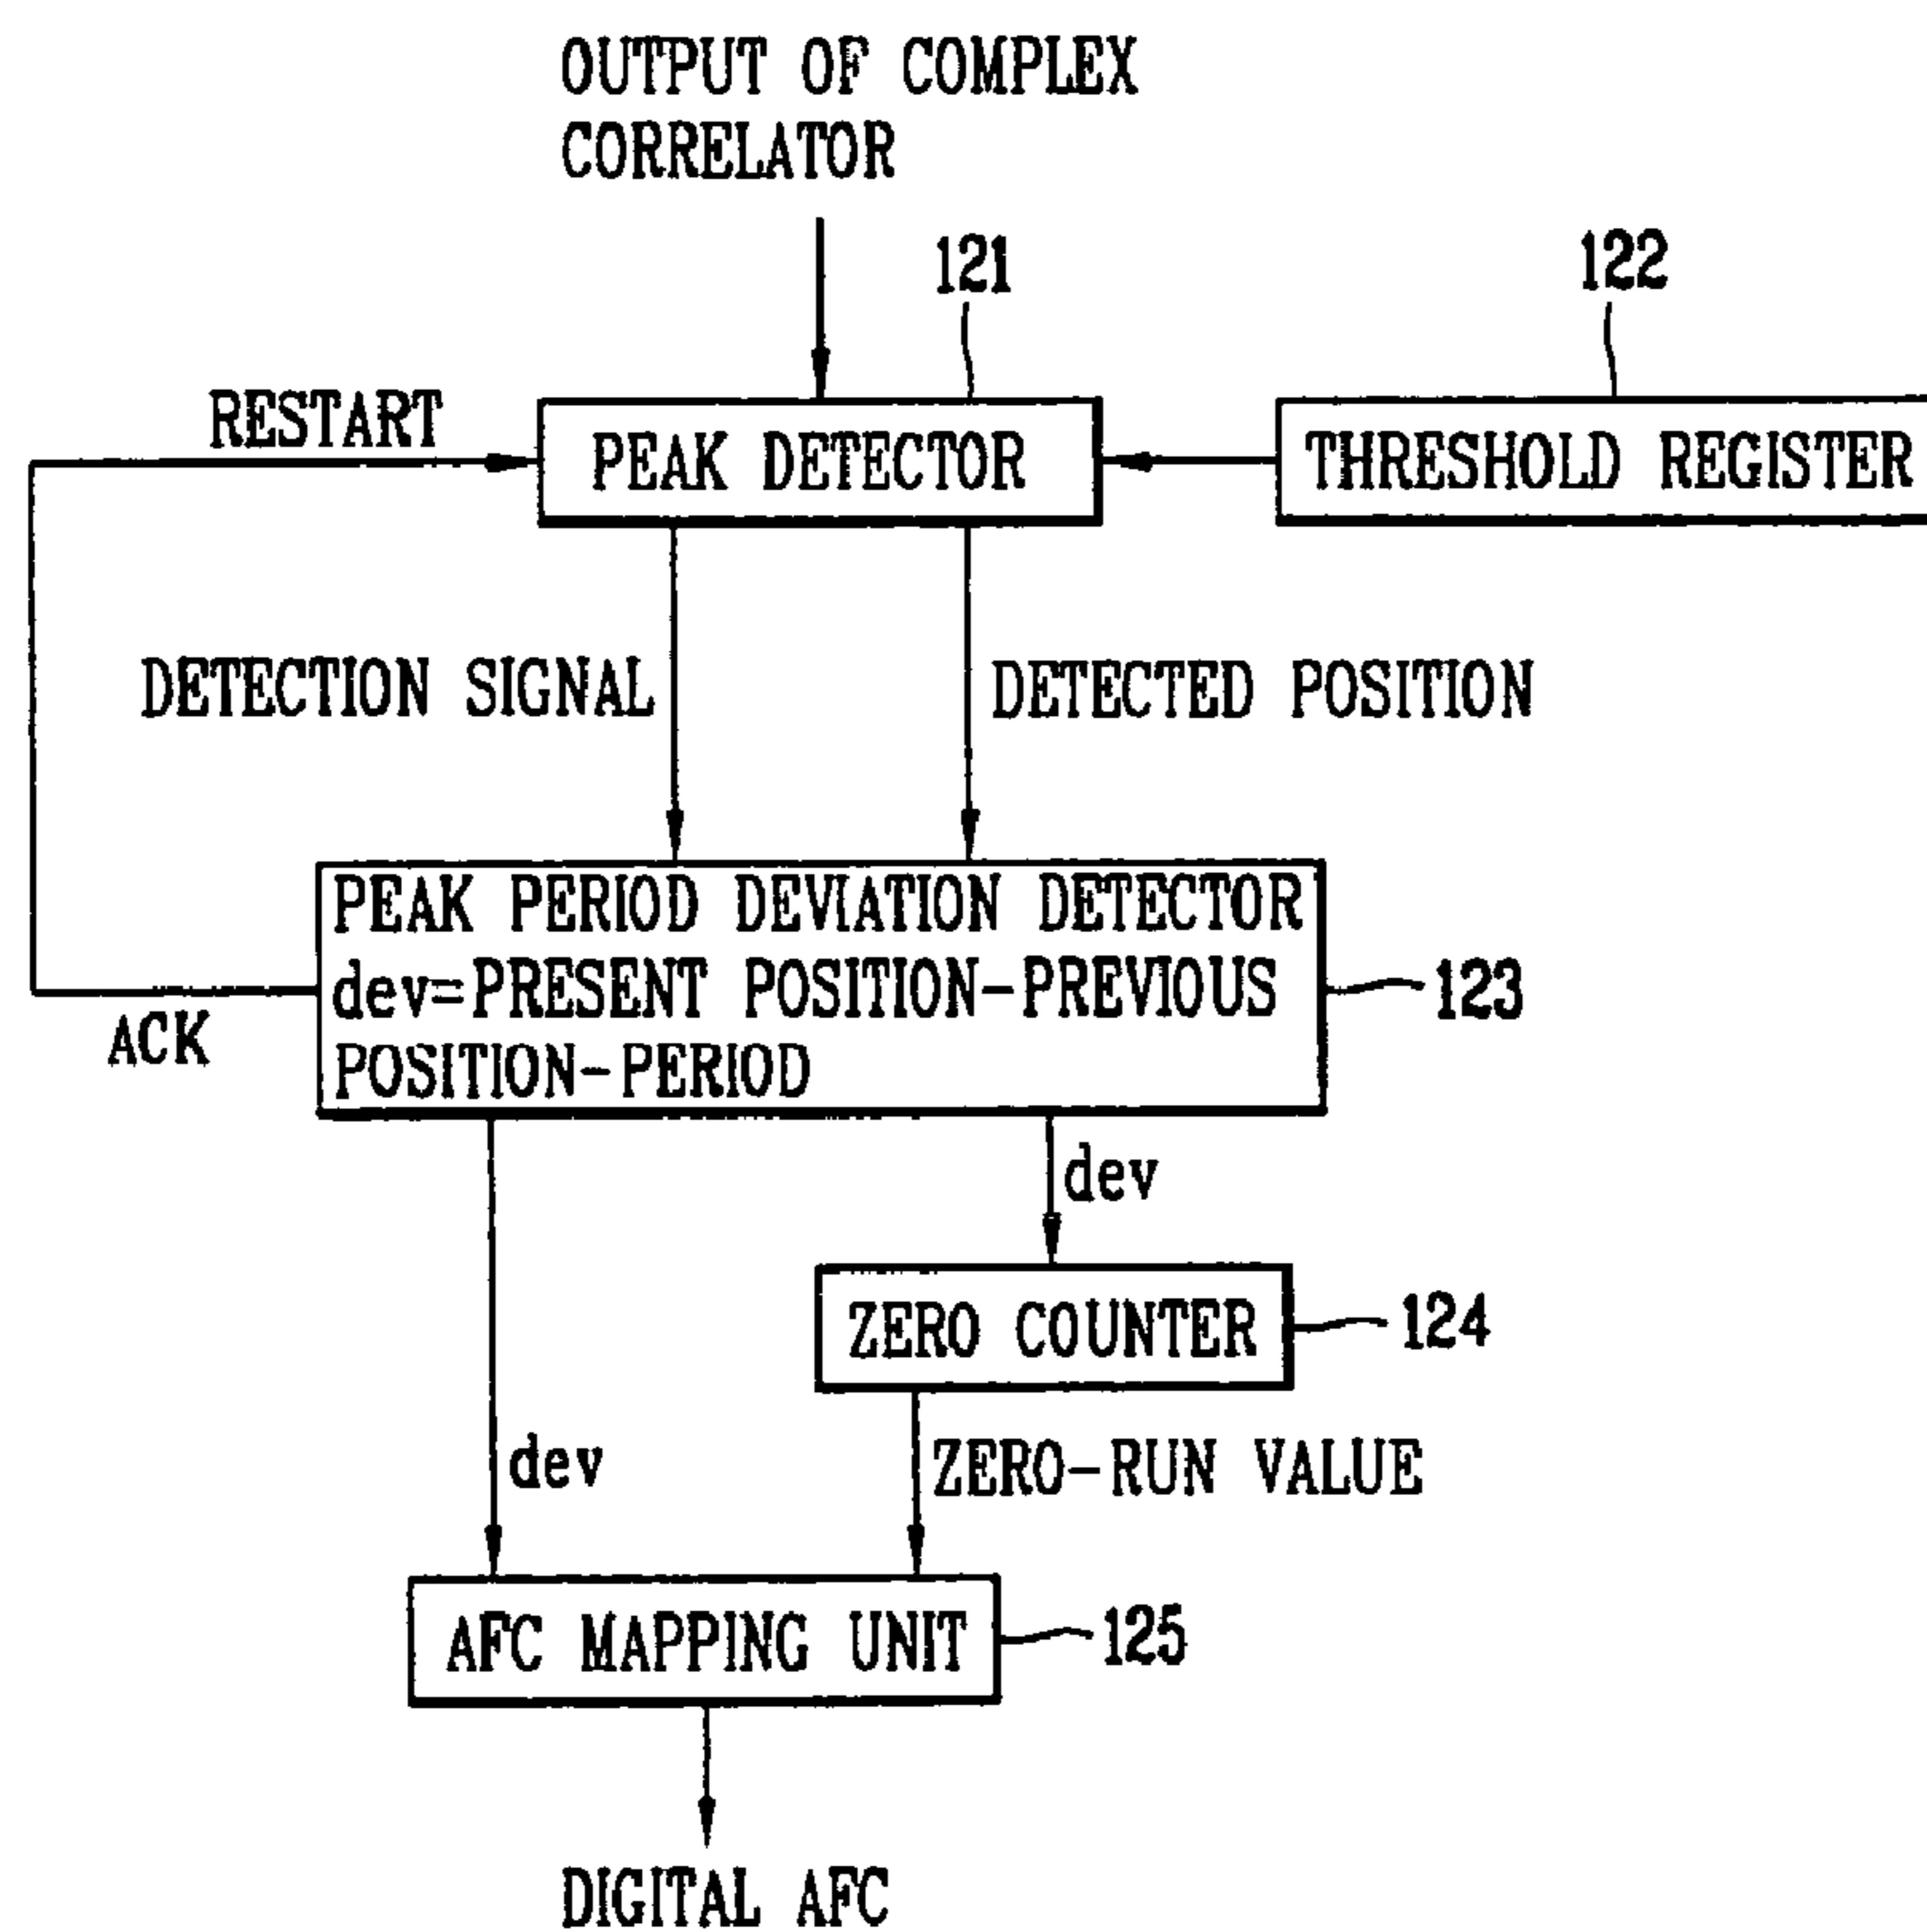 OUTPUT OF COMPLEX
CORRELATOR
121
122
RESTART
PEAK DETECTOR
THRESHOLD REGISTER
DETECTION SIGNAL
DETECTED POSITION
PEAK PERIOD DEVIATION DETECTOR
dev=PRESENT POSITION-PREVIOUS
POSITION-PERIOD
123
ACK
dev
ZERO COUNTER
124
dev
ZERO-RUN VALUE
AFC MAPPING UNIT
125
DIGITAL AFC